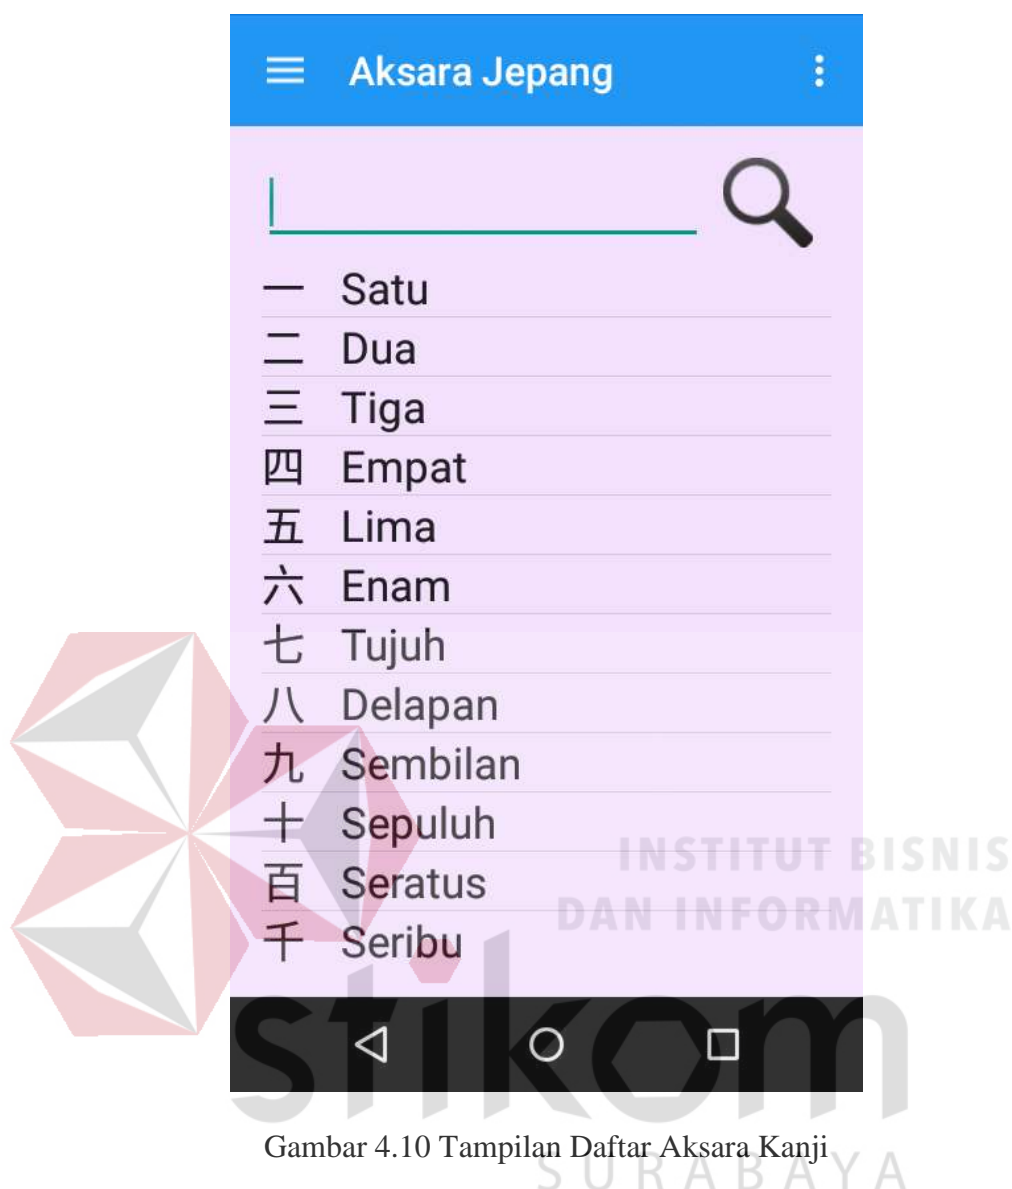 Aksara Jepang
一 Satu
二 Dua
三 Tiga
四 Empat
五 Lima
六 Enam
七 Tujuh
八 Delapan
九 Sembilan
十 Sepuluh
百 Seratus
千 Seribu
INSTITUT BISNIS
DAN INFORMATIKA
stikom
SURABAYA
Gambar 4.10 Tampilan Daftar Aksara Kanji